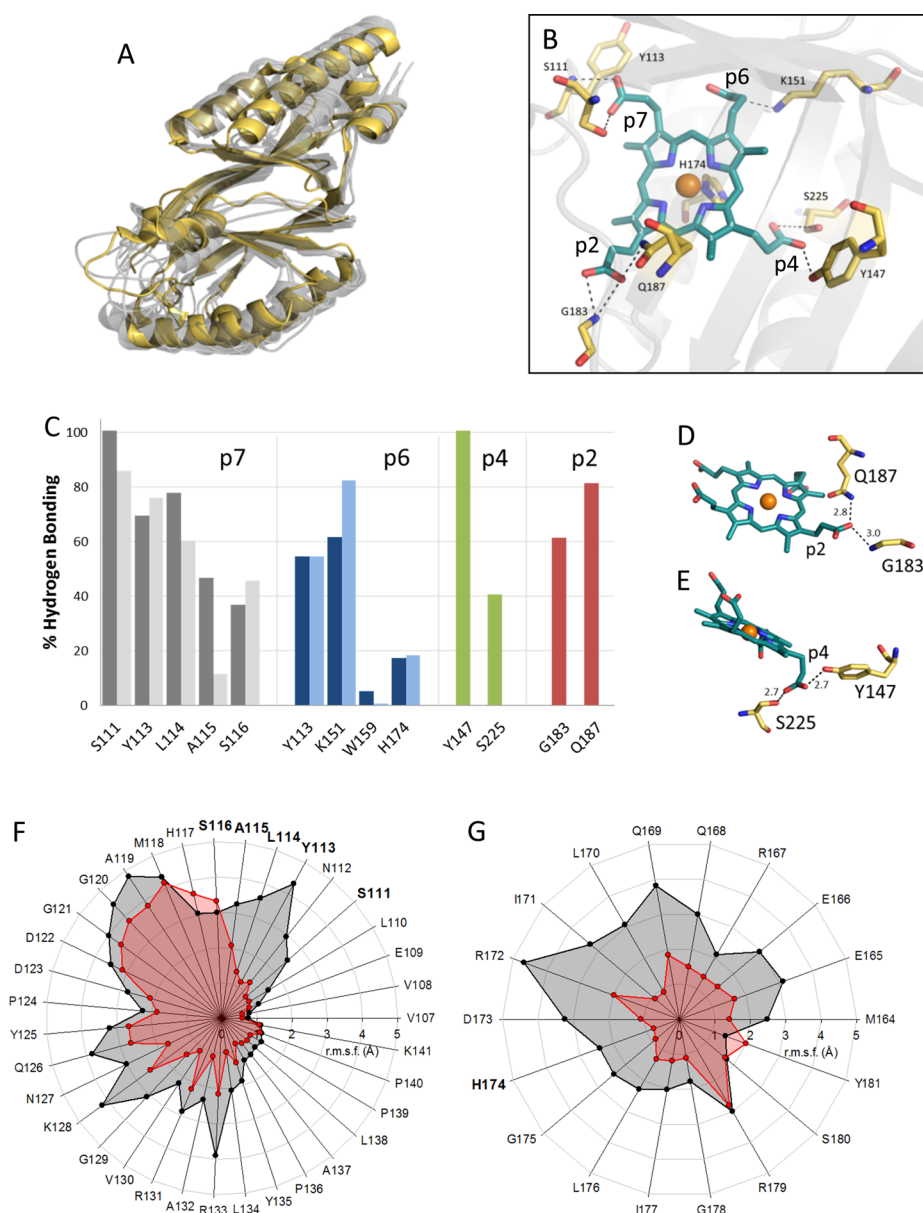 A
B
S111
Y113
p6
K151
p7
H174
S225
p2
p4
Q187
Y147
G183
C
% Hydrogen Bonding
100
80
60
40
20
0
p7
p6
p4
p2
S111
Y113
L114
A115
S116
Y113
K151
W159
H174
Y147
S225
G183
Q187
D
Q187
2.8
p2
3.0
G183
E
p4
2.7
2.7
Y147
S225
F
S116
A115
L114
Y113
N112
S111
L110
E109
V108
V107
K141
P140
P139
L138
A137
P136
Y135
L134
R133
A132
R131
V130
G129
K128
N127
Q126
Y125
P124
D123
D122
G121
G120
A119
M118
H117
0 1 2 3 4 5
r.m.s.f. (Å)
G
Q169
Q168
R167
E166
E165
M164
Y181
S180
R179
G178
I177
L176
G175
H174
D173
R172
I171
L170
0 1 2 3 4 5
r.m.s.f. (Å)